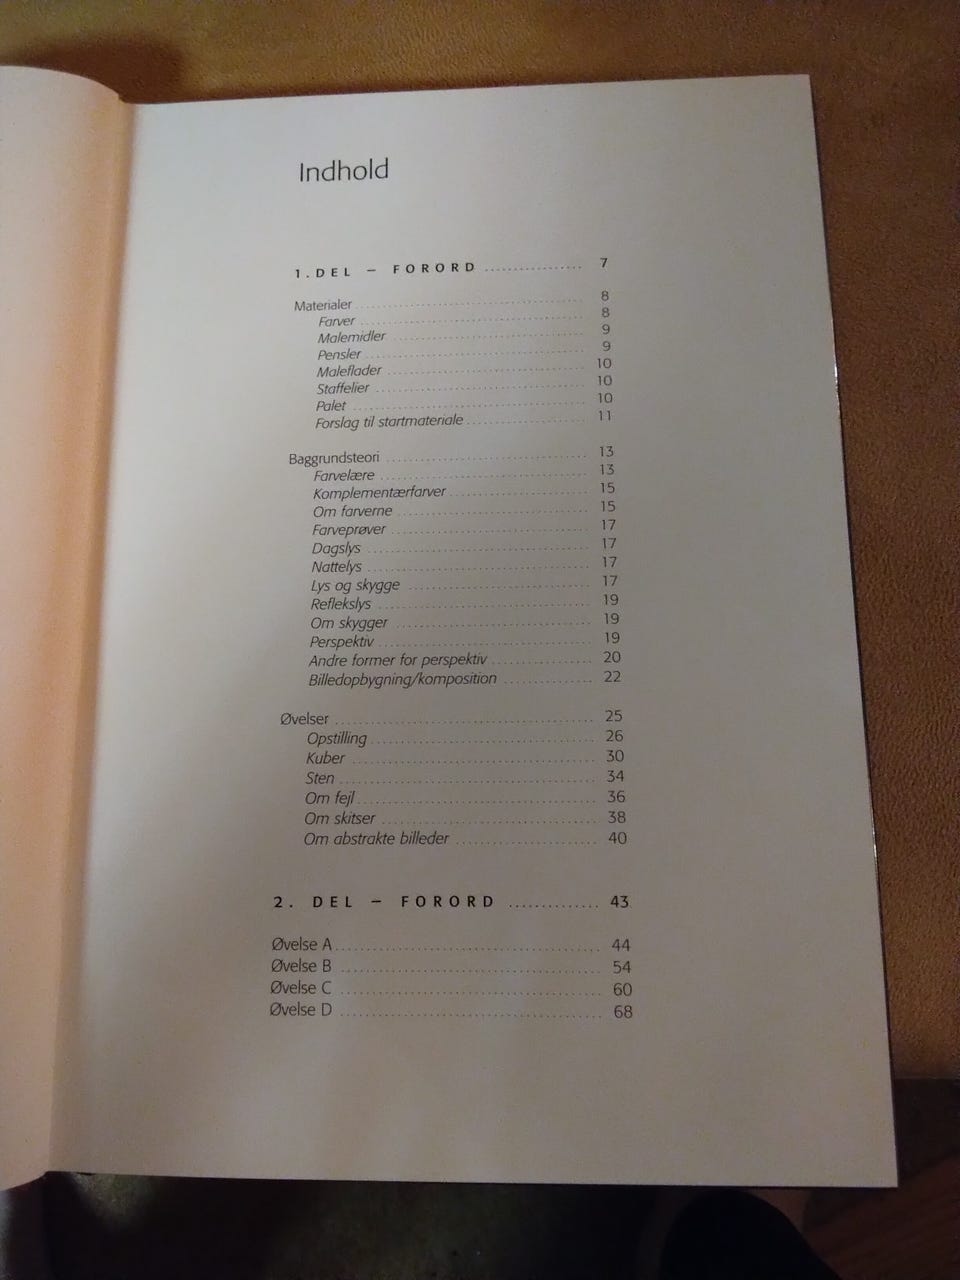 Indhold
1. DEL – FORORD ................. 7
Materialer ................. 8
Farver ................. 8
Malemidler ................. 9
Pensler ................. 9
Maleflader ................. 10
Staffelier ................. 10
Palet ................. 10
Forslag til startmateriale ................. 11
Baggrundsteori ................. 13
Farvelære ................. 13
Komplementærfarver ................. 15
Om farverne ................. 15
Farveprøver ................. 17
Dagslys ................. 17
Nattelys ................. 17
Lys og skygge ................. 17
Reflekslys ................. 19
Om skygger ................. 19
Perspektiv ................. 19
Andre former for perspektiv ................. 20
Billedopbygning/komposition ................. 22
Øvelser ................. 25
Opstilling ................. 26
Kuber ................. 30
Sten ................. 34
Om fejl ................. 36
Om skitser ................. 38
Om abstrakte billeder ................. 40
2. DEL – FORORD ................. 43
Øvelse A ................. 44
Øvelse B ................. 54
Øvelse C ................. 60
Øvelse D ................. 68